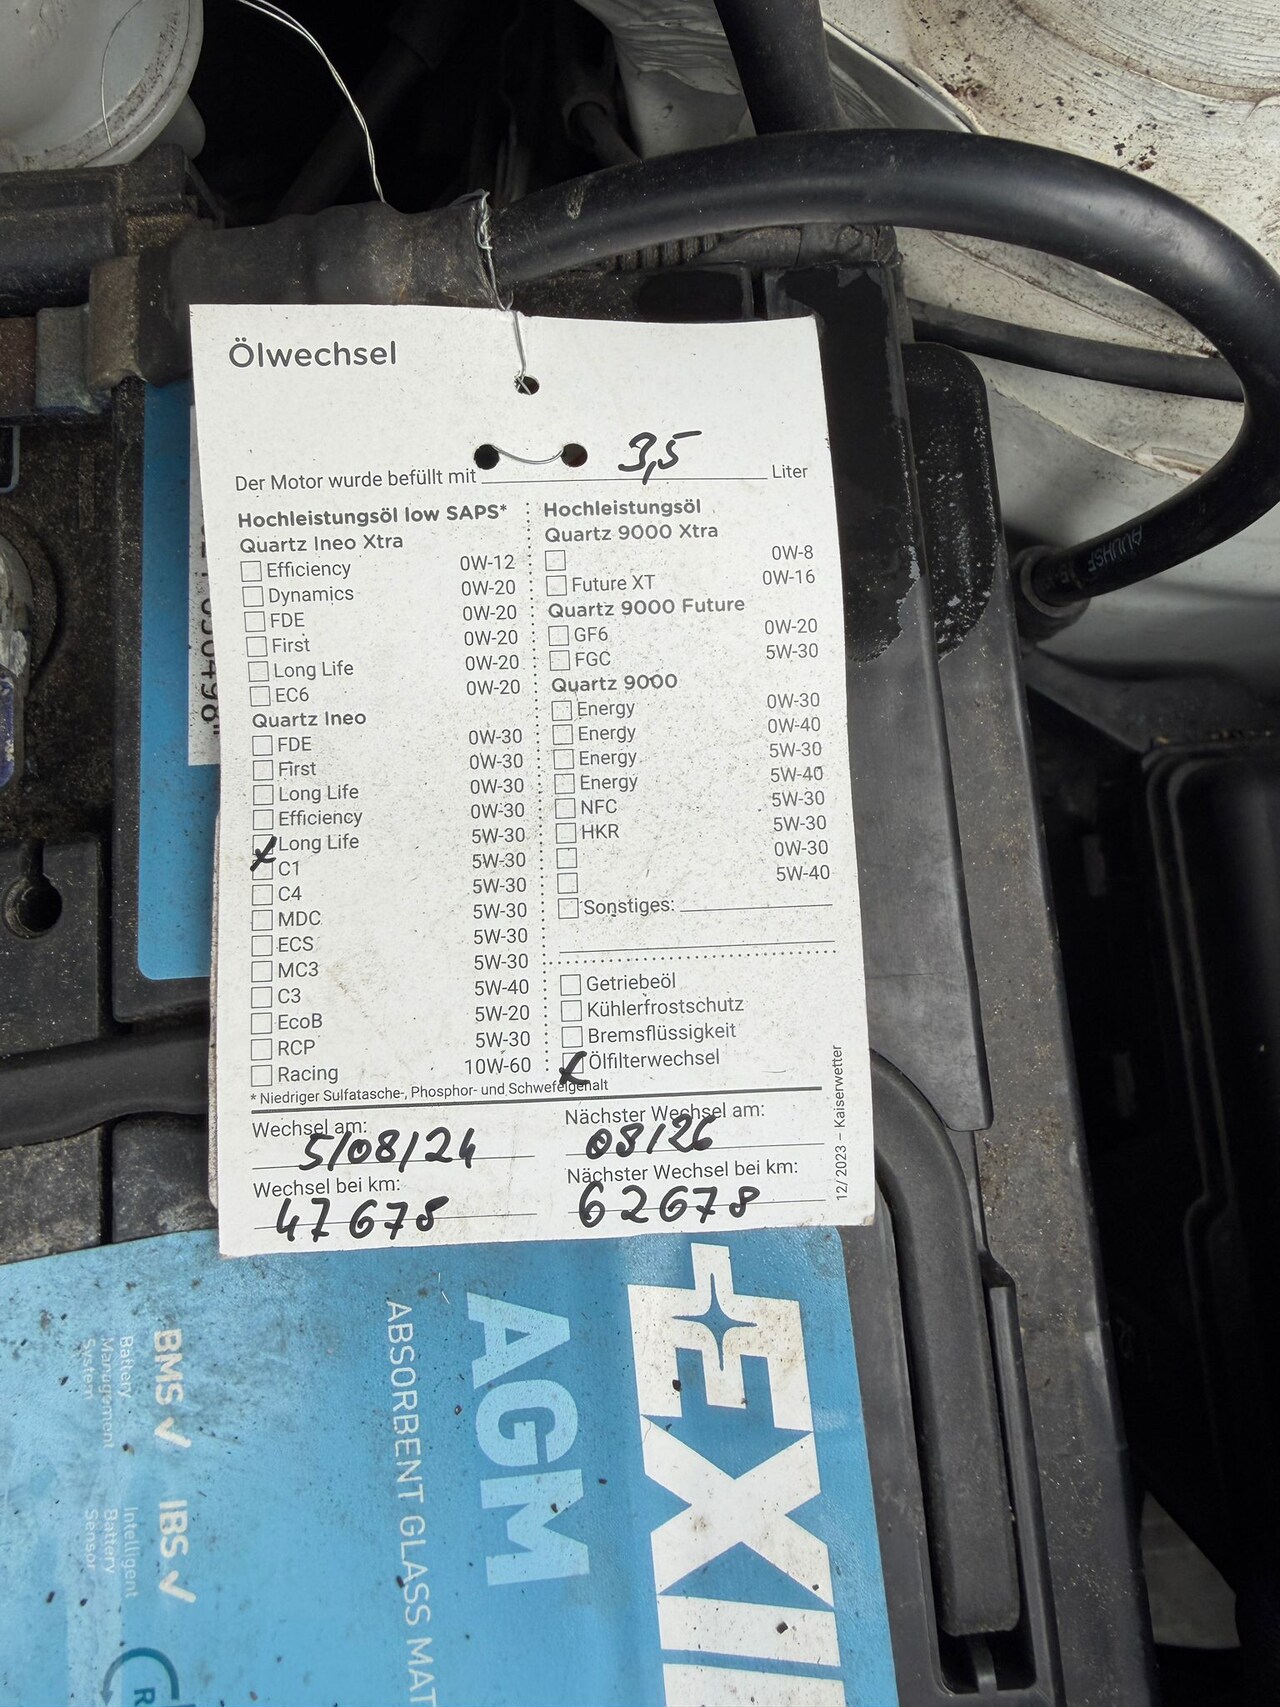 Ölwechsel
Der Motor wurde befüllt mit 3,5 Liter
Hochleistungsöl low SAPS*
Quartz Ineo Xtra
Efficiency 0W-12
Dynamics 0W-20
FDE 0W-20
First 0W-20
Long Life 0W-20
EC6 0W-20
Quartz Ineo
FDE 0W-30
First 0W-30
Long Life 0W-30
Efficiency 0W-30
Long Life 5W-30
C1 5W-30
C4 5W-30
MDC 5W-30
ECS 5W-30
MC3 5W-30
C3 5W-40
EcoB 5W-20
RCP 5W-30
Racing 10W-60
Hochleistungsöl
Quartz 9000 Xtra
0W-8
Future XT 0W-16
Quartz 9000 Future
GF6 0W-20
FGC 5W-30
Quartz 9000
Energy 0W-30
Energy 0W-40
Energy 5W-30
Energy 5W-40
NFC 5W-30
HKR 5W-30
0W-30
5W-40
Sonstiges:
Getriebeöl
Kühlerfrostschutz
Bremsflüssigkeit
Ölfilterwechsel
* Niedriger Sulfatasche-, Phosphor- und Schwefelgehalt
Wechsel am: 5/08/24
Nächster Wechsel am: 08/26
Wechsel bei km: 47678
Nächster Wechsel bei km: 62678
12/2023 – Kaiserwetter
EXI
AGM
ABSORBENT GLASS MAT
BMS
Battery
Management
System
IBS
Intelligent
Battery
Sensor
R